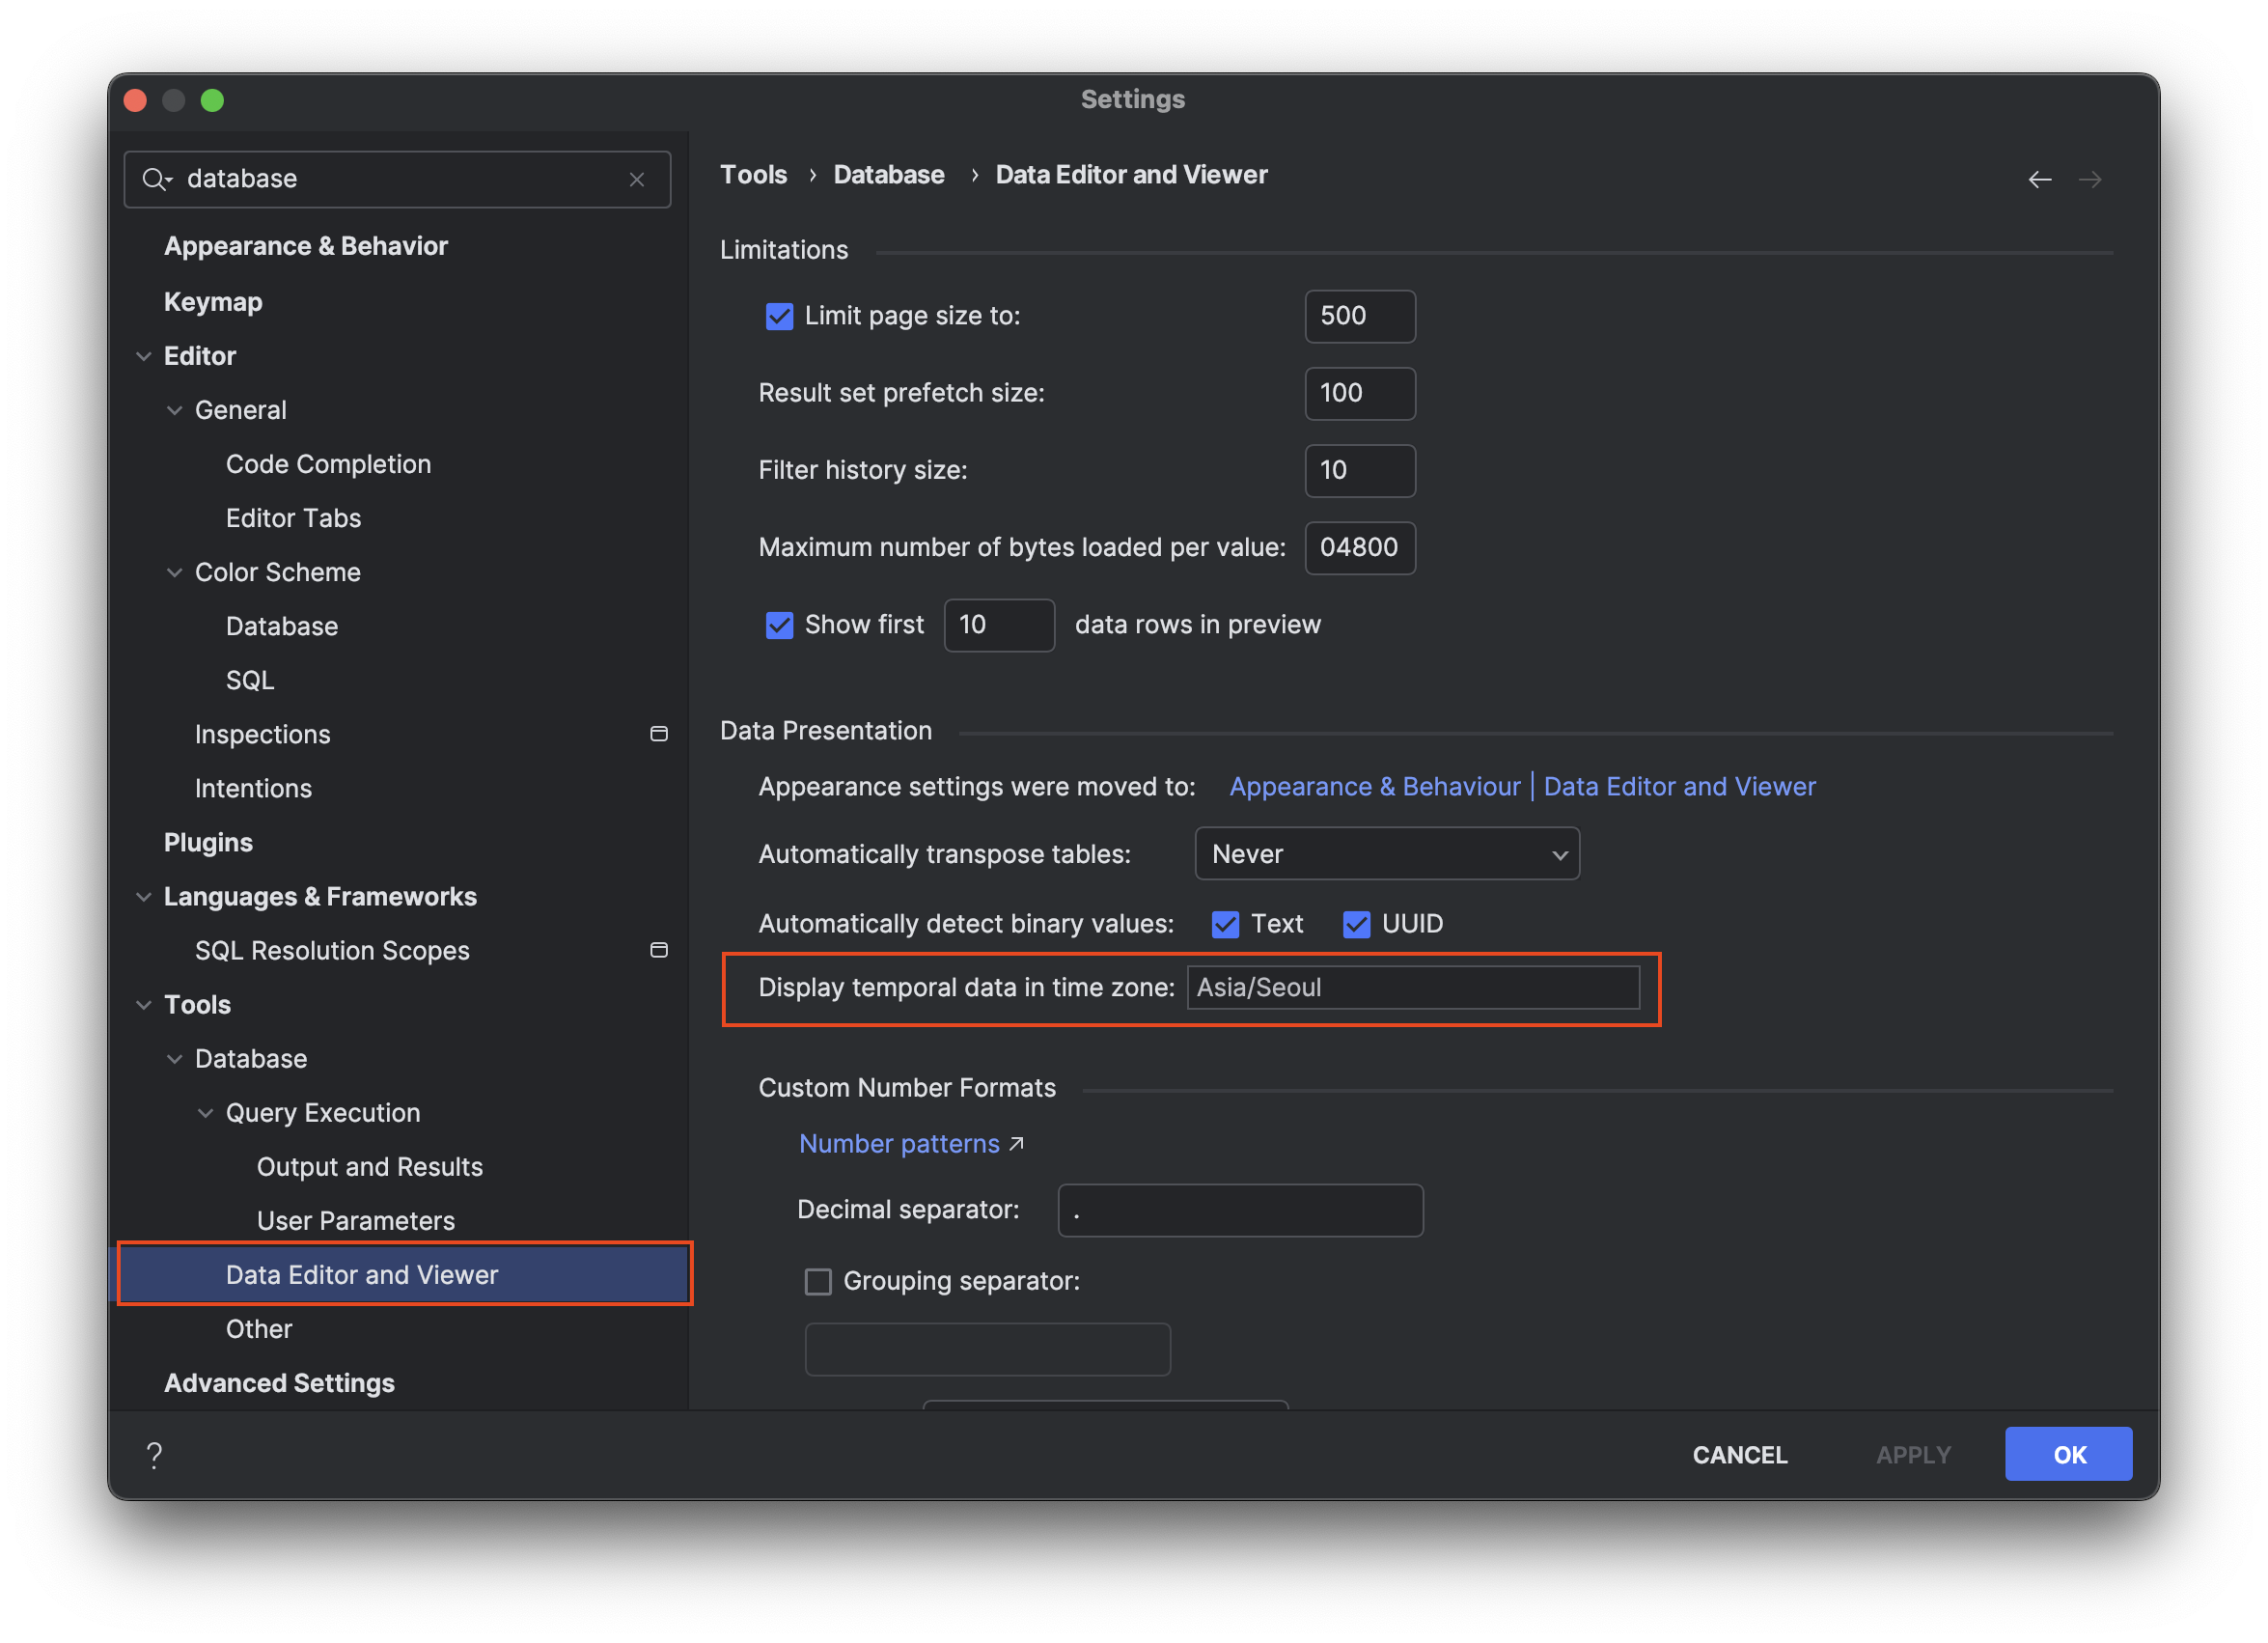 Settings
database
Appearance & Behavior
Keymap
Editor
General
Code Completion
Editor Tabs
Color Scheme
Database
SQL
Inspections
Intentions
Plugins
Languages & Frameworks
SQL Resolution Scopes
Tools
Database
Query Execution
Output and Results
User Parameters
Data Editor and Viewer
Other
Advanced Settings
Tools › Database › Data Editor and Viewer
Limitations
Limit page size to: 500
Result set prefetch size: 100
Filter history size: 10
Maximum number of bytes loaded per value: 04800
Show first 10 data rows in preview
Data Presentation
Appearance settings were moved to: Appearance & Behaviour | Data Editor and Viewer
Automatically transpose tables: Never
Automatically detect binary values: Text UUID
Display temporal data in time zone: Asia/Seoul
Custom Number Formats
Number patterns ↗
Decimal separator: .
Grouping separator:
?
CANCEL APPLY OK